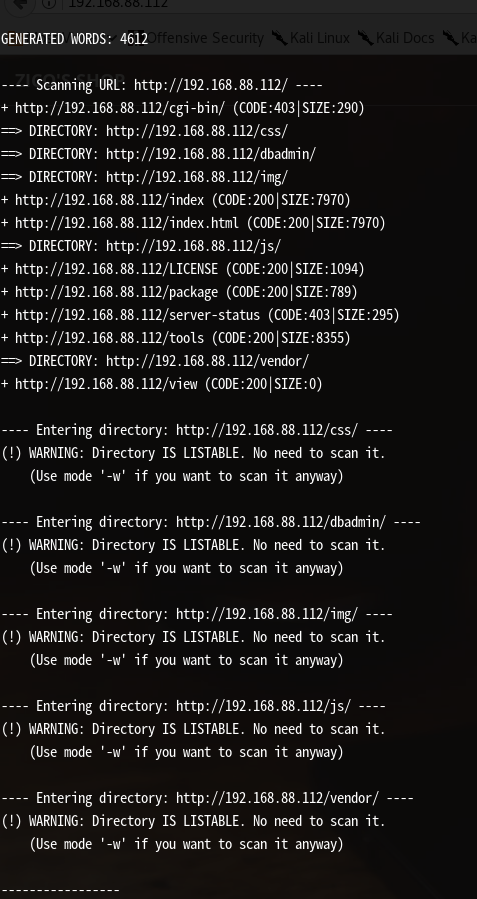 192.168.88.112
Offensive Security Kali Linux Kali Docs Ka
GENERATED WORDS: 4612
ZICO'S SHOP
---- Scanning URL: http://192.168.88.112/ ----
+ http://192.168.88.112/cgi-bin/ (CODE:403|SIZE:290)
==> DIRECTORY: http://192.168.88.112/css/
==> DIRECTORY: http://192.168.88.112/dbadmin/
==> DIRECTORY: http://192.168.88.112/img/
+ http://192.168.88.112/index (CODE:200|SIZE:7970)
+ http://192.168.88.112/index.html (CODE:200|SIZE:7970)
==> DIRECTORY: http://192.168.88.112/js/
+ http://192.168.88.112/LICENSE (CODE:200|SIZE:1094)
+ http://192.168.88.112/package (CODE:200|SIZE:789)
+ http://192.168.88.112/server-status (CODE:403|SIZE:295)
+ http://192.168.88.112/tools (CODE:200|SIZE:8355)
==> DIRECTORY: http://192.168.88.112/vendor/
+ http://192.168.88.112/view (CODE:200|SIZE:0)
---- Entering directory: http://192.168.88.112/css/ ----
(!) WARNING: Directory IS LISTABLE. No need to scan it.
(Use mode '-w' if you want to scan it anyway)
---- Entering directory: http://192.168.88.112/dbadmin/ ----
(!) WARNING: Directory IS LISTABLE. No need to scan it.
(Use mode '-w' if you want to scan it anyway)
---- Entering directory: http://192.168.88.112/img/ ----
(!) WARNING: Directory IS LISTABLE. No need to scan it.
(Use mode '-w' if you want to scan it anyway)
---- Entering directory: http://192.168.88.112/js/ ----
(!) WARNING: Directory IS LISTABLE. No need to scan it.
(Use mode '-w' if you want to scan it anyway)
---- Entering directory: http://192.168.88.112/vendor/ ----
(!) WARNING: Directory IS LISTABLE. No need to scan it.
(Use mode '-w' if you want to scan it anyway)
-----------------